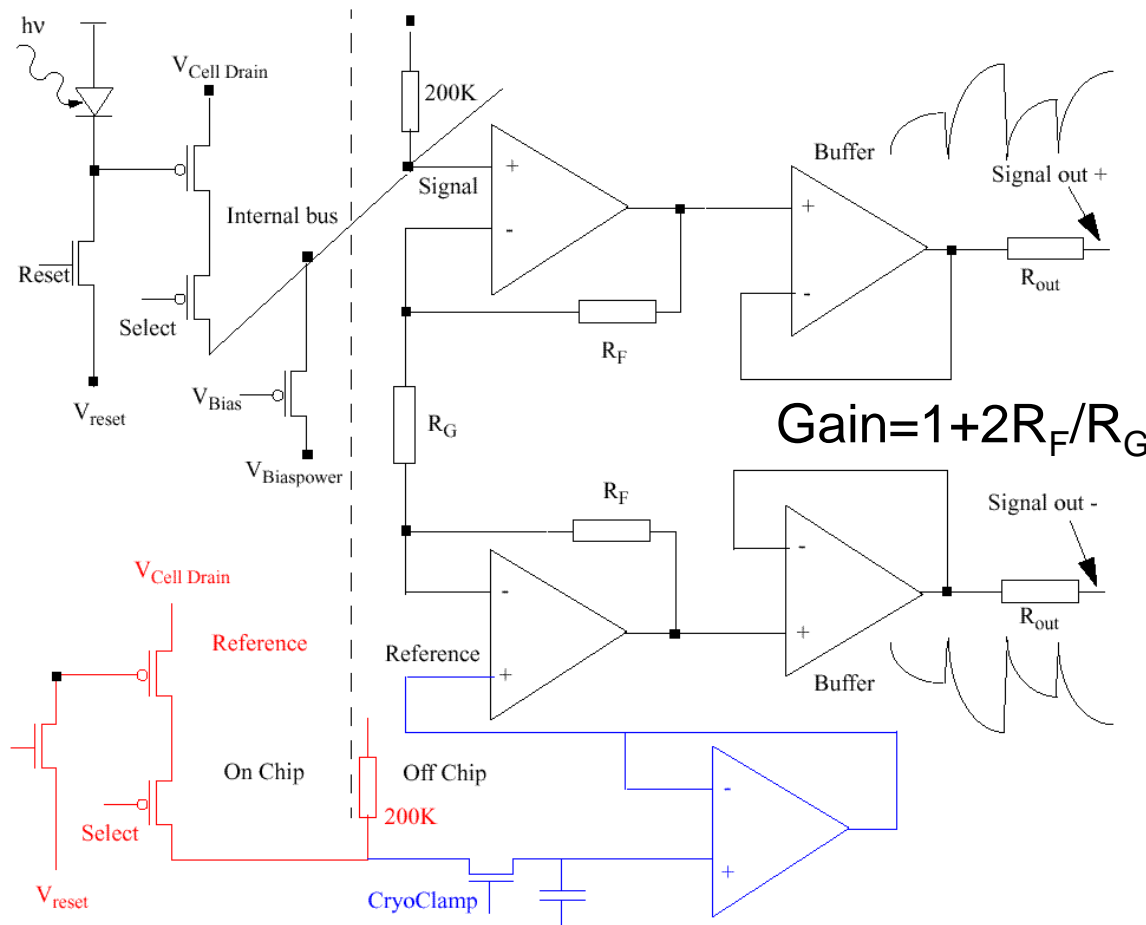 hν
V_Cell Drain
200K
Buffer
Signal out +
+
Signal
Internal bus
+
-
Reset
-
R_out
Select
R_F
V_Bias
V_reset
R_G
Gain=1+2R_F/R_G
V_Biaspower
R_F
Signal out -
-
V_Cell Drain
-
R_out
Reference
Reference
+
+
Buffer
On Chip
Off Chip
-
200K
Select
+
V_reset
CryoClamp